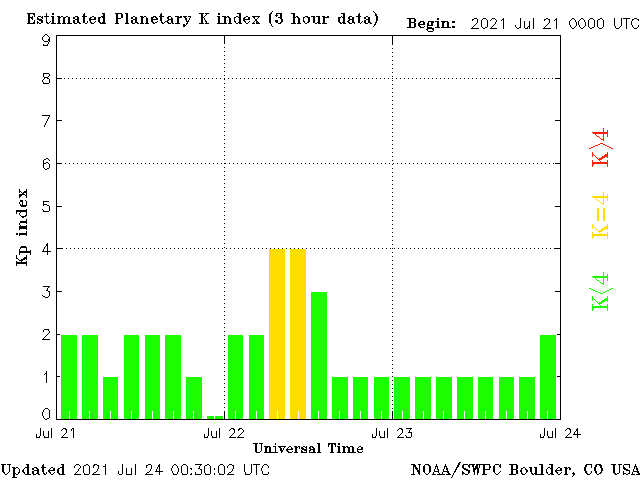 Estimated Planetary K index (3 hour data)
Begin: 2021 Jul 21 0000 UTC
9
8
7
6
5
4
3
2
1
0
Kp index
K>4
K=4
K<4
Jul 21
Jul 22
Jul 23
Jul 24
Universal Time
Updated 2021 Jul 24 00:30:02 UTC
NOAA/SWPC Boulder, CO USA